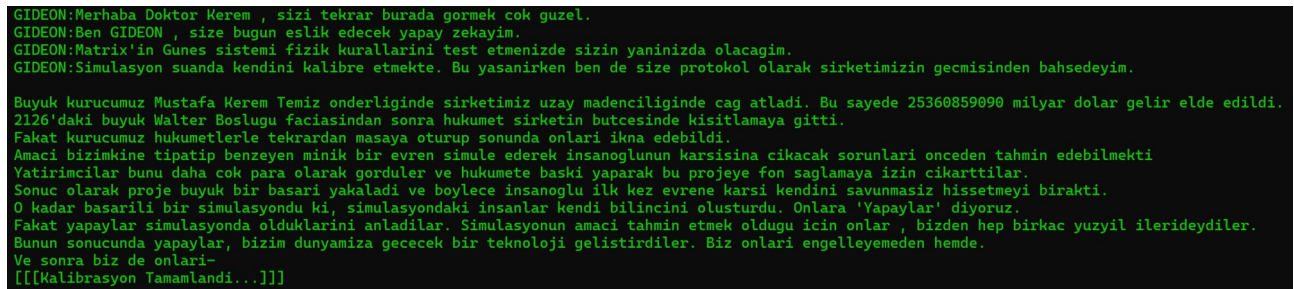 GIDEON:Merhaba Doktor Kerem , sizi tekrar burada gormek cok guzel.
GIDEON:Ben GIDEON , size bugun eslik edecek yapay zekayim.
GIDEON:Matrix'in Gunes sistemi fizik kurallarini test etmenizde sizin yaninizda olacagim.
GIDEON:Simulasyon suanda kendini kalibre etmekte. Bu yasanirken ben de size protokol olarak sirketimizin gecmisinden bahsedeyim.

Buyuk kurucumuz Mustafa Kerem Temiz onderliginde sirketimiz uzay madenciliginde cag atladi. Bu sayede 25360859090 milyar dolar gelir elde edildi.
2126'daki buyuk Walter Boslugu faciasindan sonra hukumet sirketin butcesinde kisitlamaya gitti.
Fakat kurucumuz hukumetlerle tekrardan masaya oturup sonunda onlari ikna edebildi.
Amaci bizimkine tipatip benzeyen minik bir evren simule ederek insanoglunun karsisina cikacak sorunlari onceden tahmin edebilmekti
Yatirimcilar bunu daha cok para olarak gorduler ve hukumete baski yaparak bu projeye fon saglamaya izin cikarttilar.
Sonuc olarak proje buyuk bir basari yakaladi ve boylece insanoglu ilk kez evrene karsi kendini savunmasiz hissetmeyi birakti.
O kadar basarili bir simulasyondu ki, simulasyondaki insanlar kendi bilincini olusturdu. Onlara 'Yapaylar' diyoruz.
Fakat yapaylar simulasyonda olduklarini anladilar. Simulasyonun amaci tahmin etmek oldugu icin onlar , bizden hep birkac yuzyil ilerideydiler.
Bunun sonucunda yapaylar, bizim dunyamiza gececek bir teknoloji gelistirdiler. Biz onlari engelleyemeden hemde.
Ve sonra biz de onlari-
[[[Kalibrasyon Tamamlandi...]]]